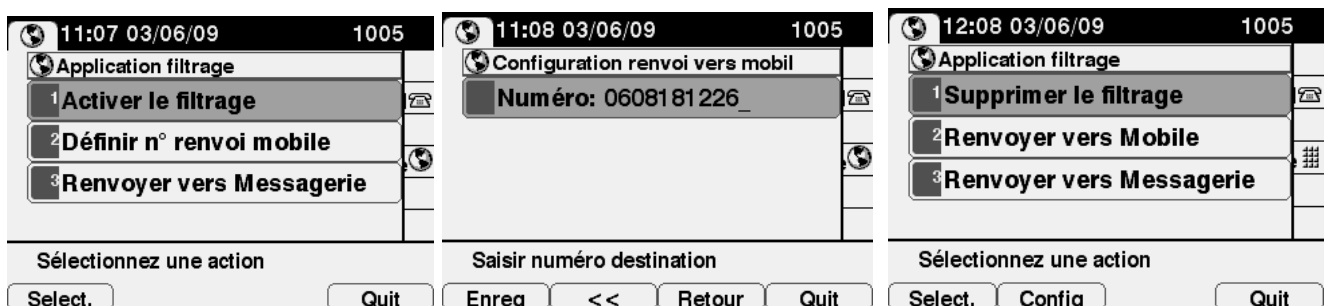 11:07 03/06/09 1005
Application filtrage
1 Activer le filtrage
2 Définir n° renvoi mobile
3 Renvoyer vers Messagerie
Sélectionnez une action
Select. Quit
11:08 03/06/09 1005
Configuration renvoi vers mobil
Numéro: 0608181226_
Saisir numéro destination
Enreg << Retour Quit
12:08 03/06/09 1005
Application filtrage
1 Supprimer le filtrage
2 Renvoyer vers Mobile
3 Renvoyer vers Messagerie
Sélectionnez une action
Select. Config Quit